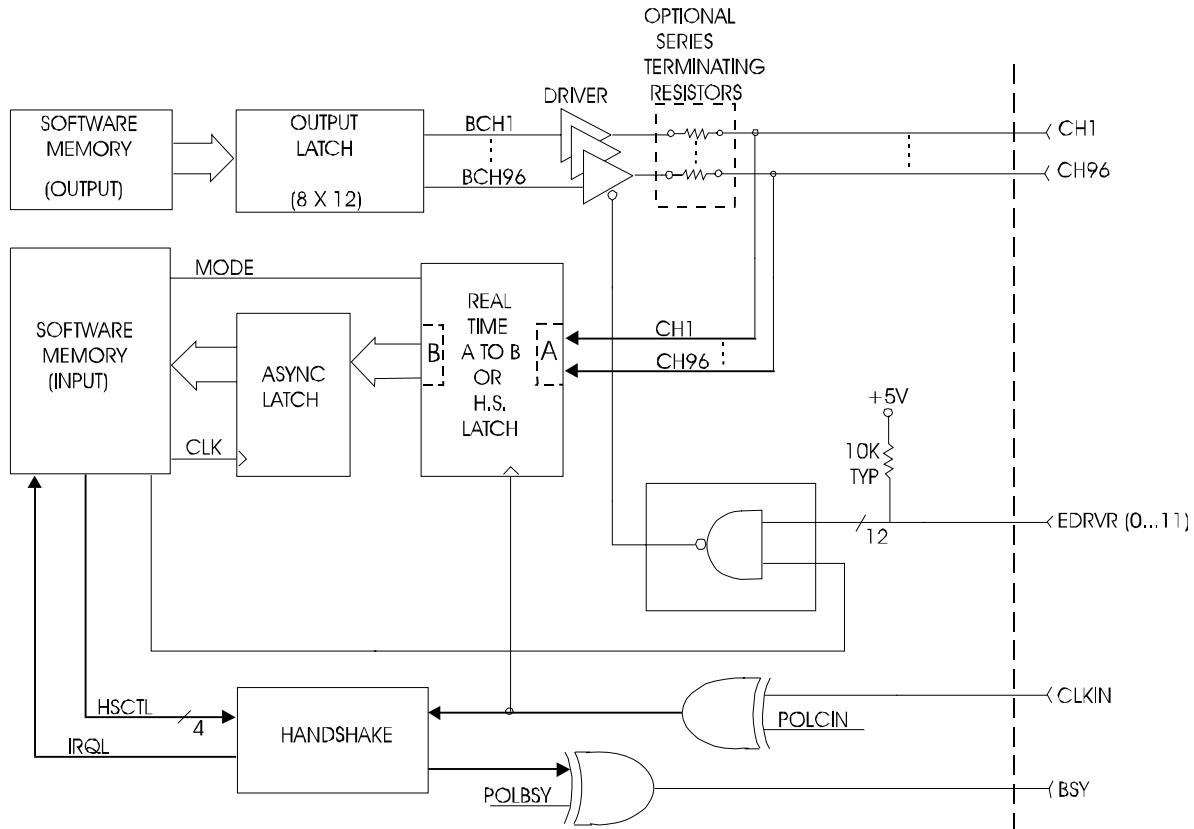 OPTIONAL
SERIES
TERMINATING
RESISTORS
DRIVER
SOFTWARE
MEMORY
(OUTPUT)
OUTPUT
LATCH
(8 X 12)
BCH1
BCH96
CH1
CH96
MODE
SOFTWARE
MEMORY
(INPUT)
ASYNC
LATCH
CLK
B
REAL
TIME
A TO B
OR
H.S.
LATCH
A
CH1
CH96
+5V
10K
TYP
12
EDRVR (0...11)
HSCTL
4
IRQL
HANDSHAKE
POLCIN
CLKIN
POLBSY
BSY